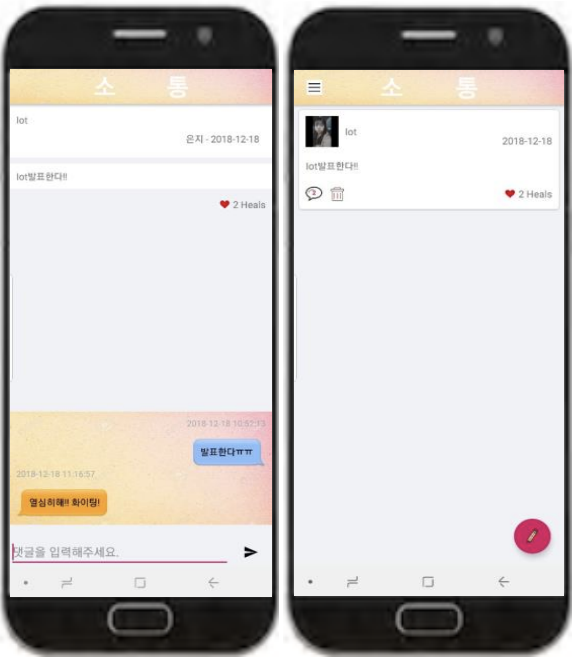 소 통
lot
은지 - 2018-12-18
lot발표한다!!
2 Heals
2018-12-18 10:52:13
발표한다ㅠㅠ
2018-12-18 11:16:57
열심히해!! 화이팅!
댓글을 입력해주세요.
소 통
lot
2018-12-18
lot발표한다!!
2 Heals